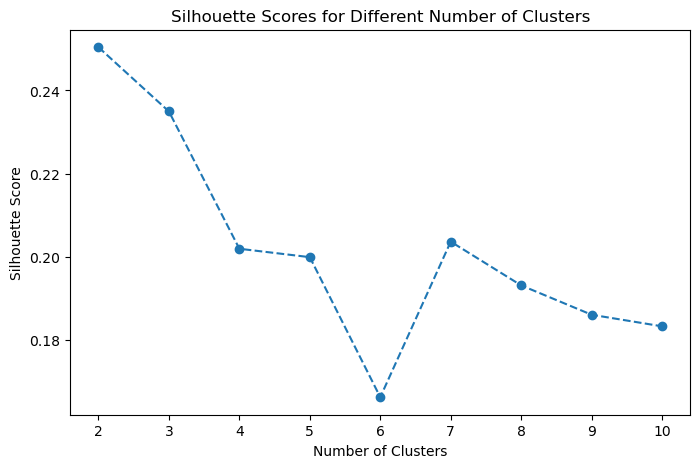 Silhouette Scores for Different Number of Clusters
0.24
0.22
0.20
0.18
Silhouette Score
2 3 4 5 6 7 8 9 10
Number of Clusters